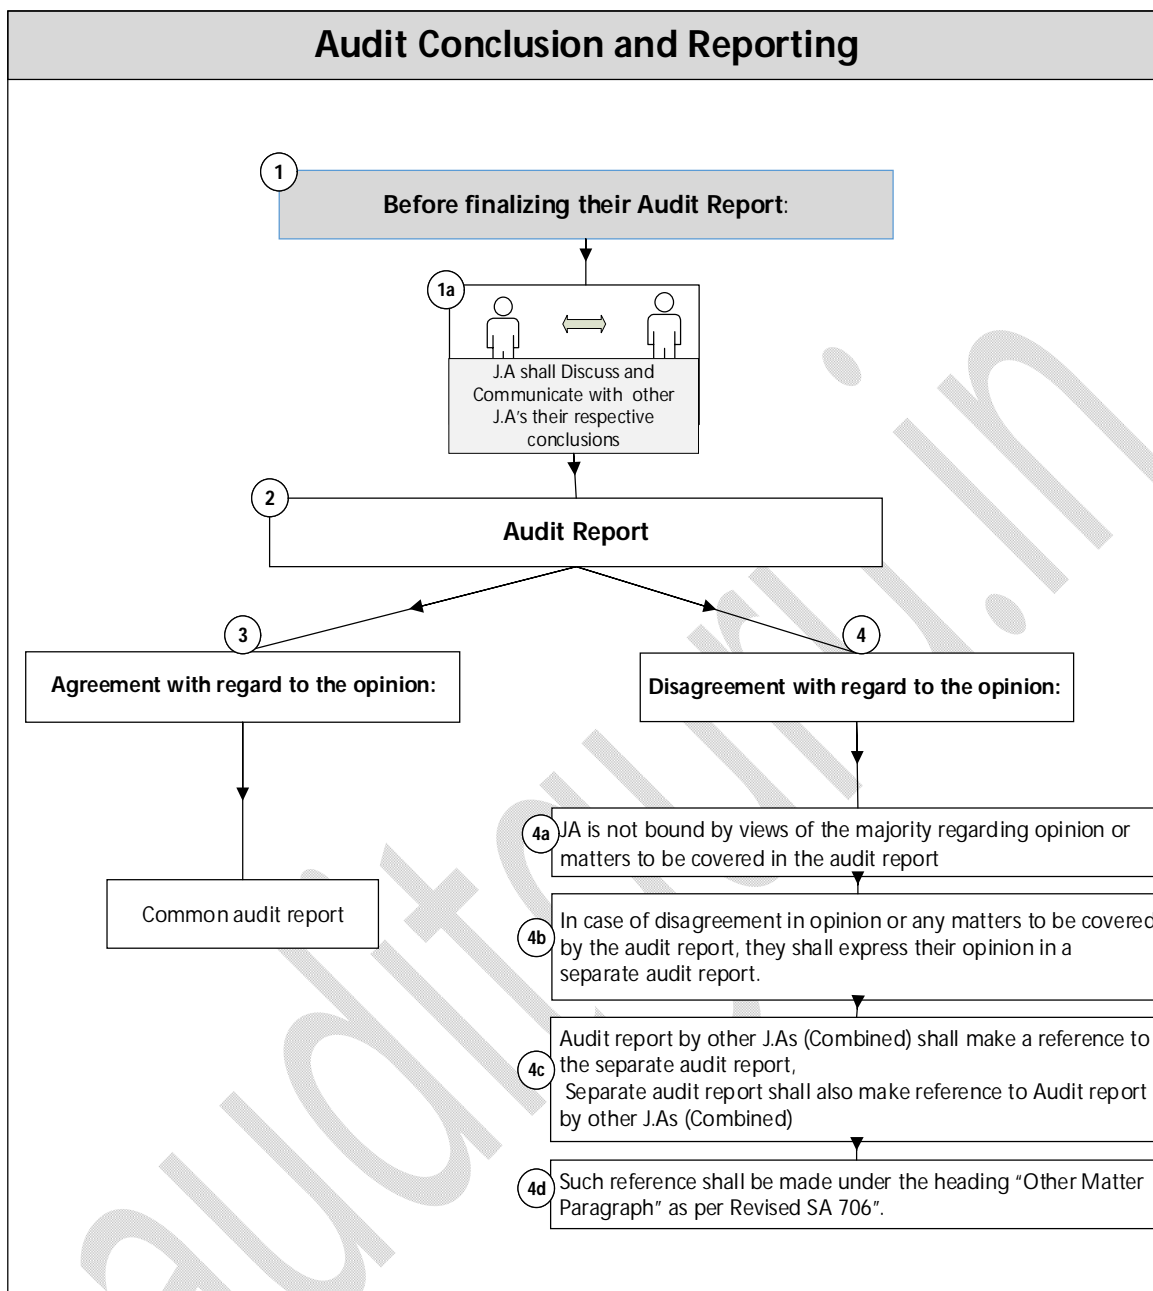 Audit Conclusion and Reporting
1
Before finalizing their Audit Report:
1a
J.A shall Discuss and
Communicate with other
J.A's their respective
conclusions
2
Audit Report
3
Agreement with regard to the opinion:
4
Disagreement with regard to the opinion:
Common audit report
4a
JA is not bound by views of the majority regarding opinion or
matters to be covered in the audit report
4b
In case of disagreement in opinion or any matters to be covered
by the audit report, they shall express their opinion in a
separate audit report.
4c
Audit report by other J.As (Combined) shall make a reference to
the separate audit report,
Separate audit report shall also make reference to Audit report
by other J.As (Combined)
4d
Such reference shall be made under the heading “Other Matter
Paragraph” as per Revised SA 706”.
auditguru.in